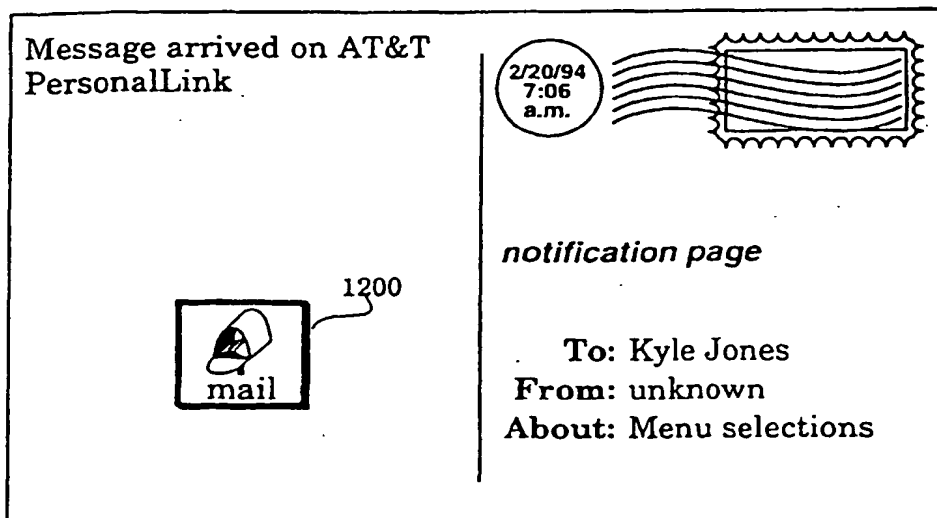 Message arrived on AT&T
PersonalLink
1200
mail
2/20/94
7:06
a.m.
notification page
To: Kyle Jones
From: unknown
About: Menu selections